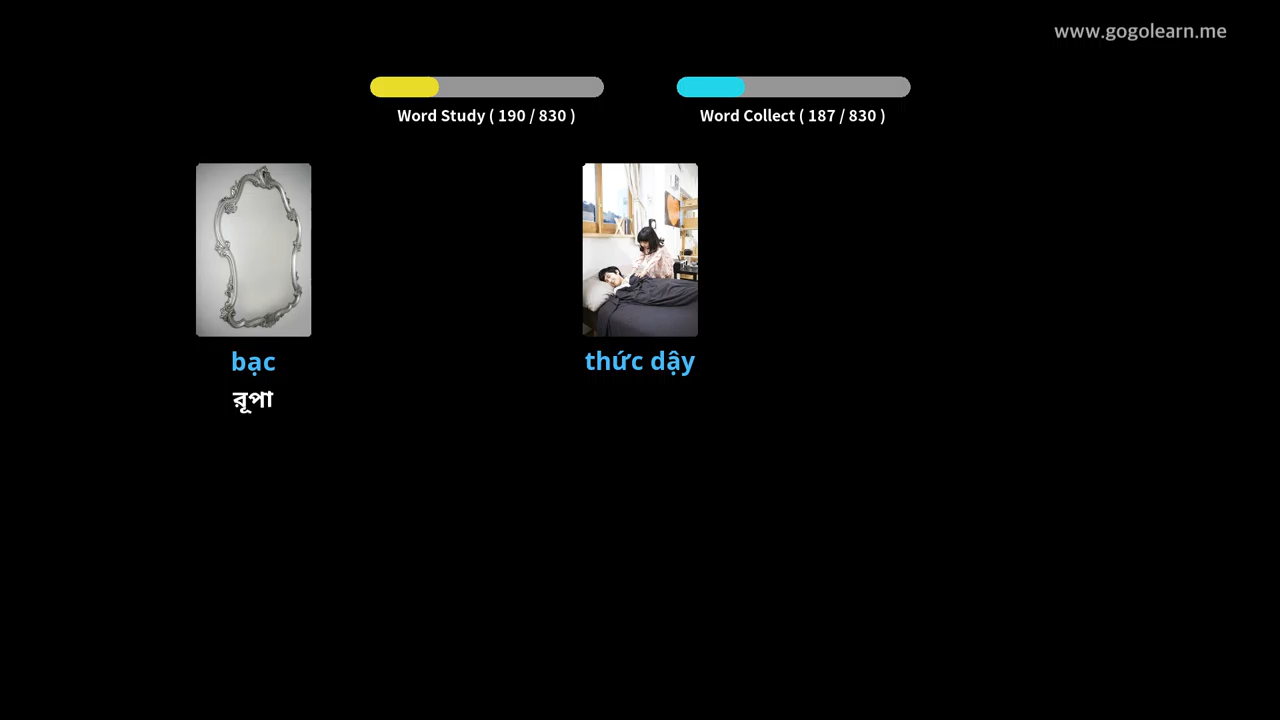 www.gogolearn.me
Word Study ( 190 / 830 )
Word Collect ( 187 / 830 )
bạc
রূপা
thức dậy